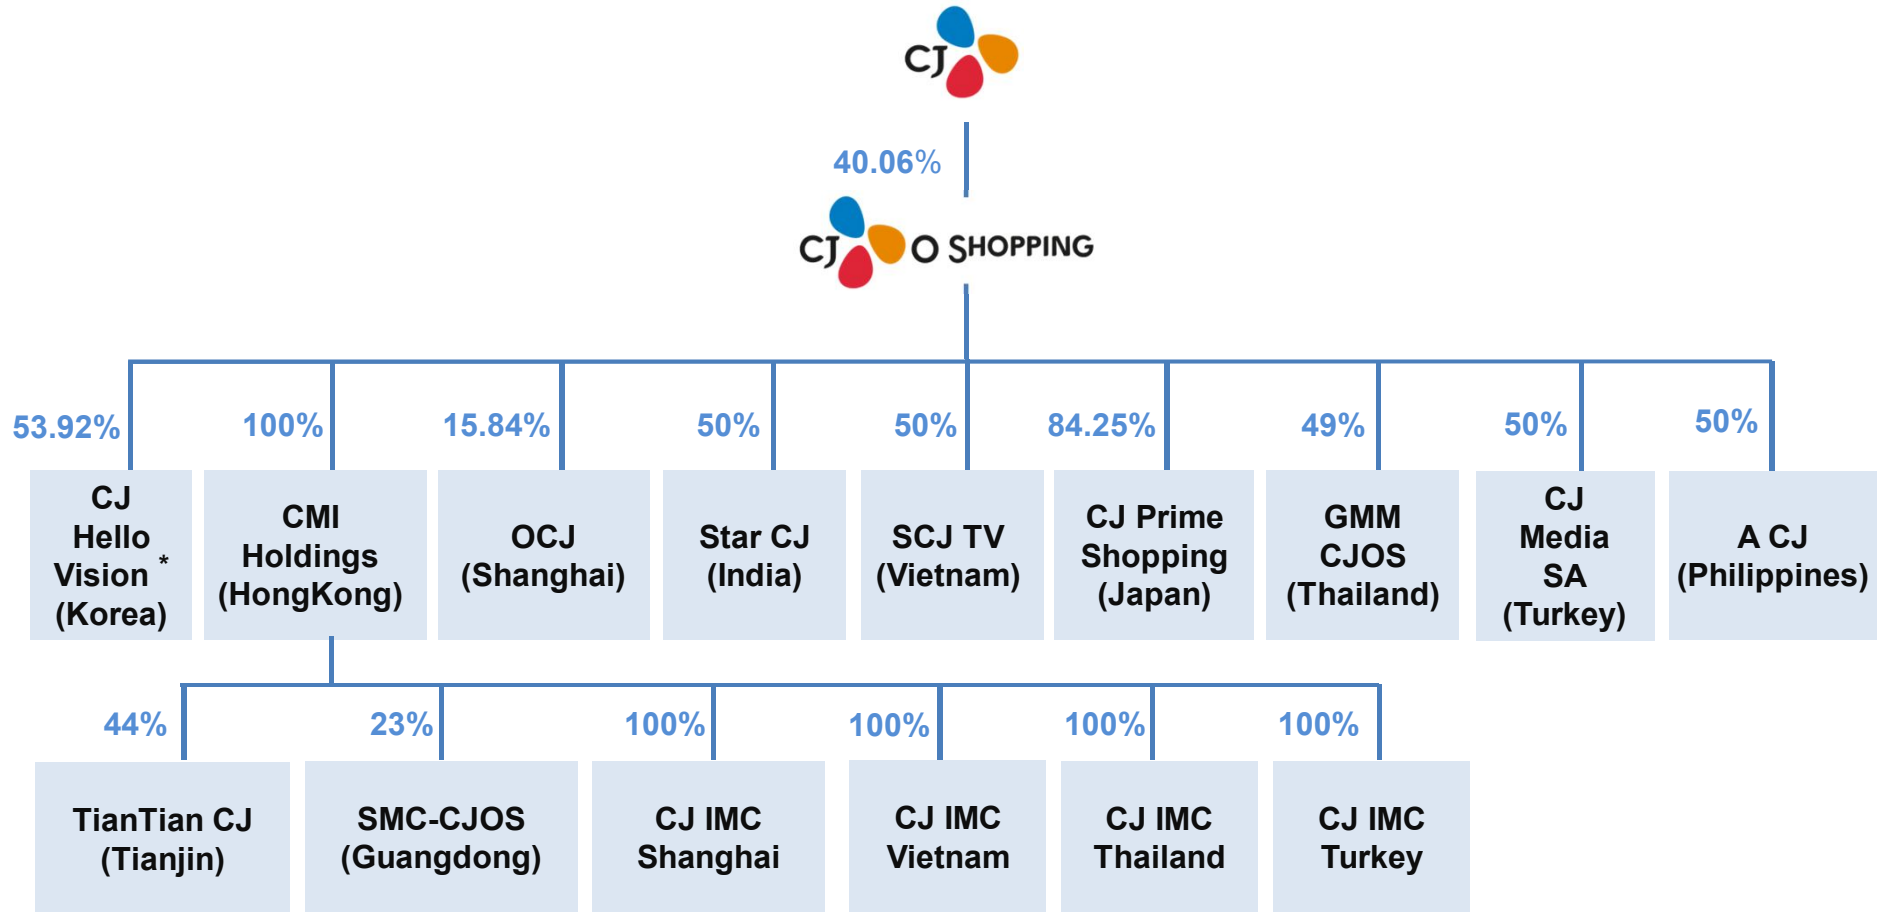 CJ
40.06%
CJ O SHOPPING
53.92%
100%
15.84%
50%
50%
84.25%
49%
50%
50%
CJ
Hello
Vision *
(Korea)
CMI
Holdings
(HongKong)
OCJ
(Shanghai)
Star CJ
(India)
SCJ TV
(Vietnam)
CJ Prime
Shopping
(Japan)
GMM
CJOS
(Thailand)
CJ
Media
SA
(Turkey)
A CJ
(Philippines)
44%
23%
100%
100%
100%
100%
TianTian CJ
(Tianjin)
SMC-CJOS
(Guangdong)
CJ IMC
Shanghai
CJ IMC
Vietnam
CJ IMC
Thailand
CJ IMC
Turkey